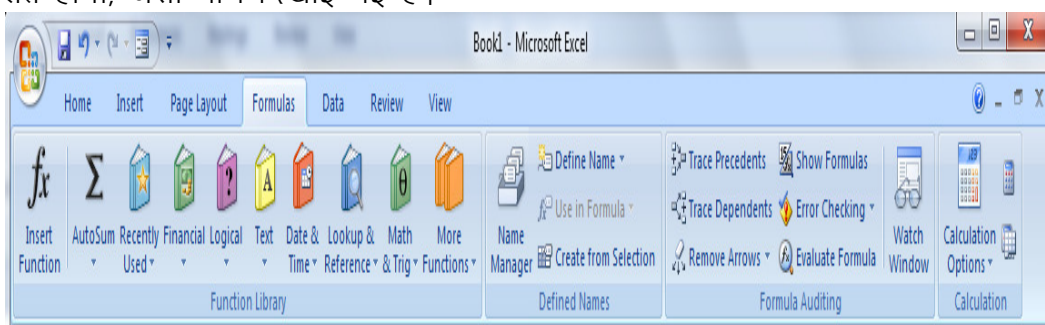 Book1 - Microsoft Excel
Home Insert Page Layout Formulas Data Review View
fx Σ ? A θ
Insert Function
AutoSum
Recently Used
Financial
Logical
Text
Date & Time
Lookup & Reference
Math & Trig
More Functions
Function Library
Name Manager
Define Name
Use in Formula
Create from Selection
Defined Names
Trace Precedents
Trace Dependents
Remove Arrows
Show Formulas
Error Checking
Evaluate Formula
Watch Window
Formula Auditing
Calculation Options
Calculation